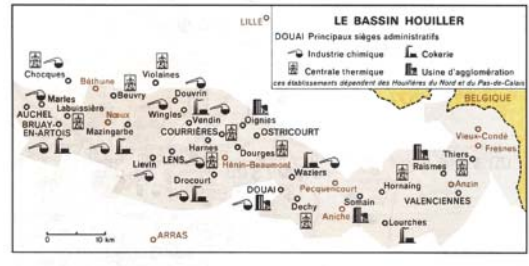 LE BASSIN HOUILLER
DOUAI Principaux sièges administratifs
Industrie chimique
Cokerie
Centrale thermique
Usine d'agglomération
ces établissements dépendent des Houillères du Nord et du Pas-de-Calais
LILLE
BELGIQUE
Chocques
Violaines
Béthune
Beuvry
Douvrin
Marles
Labuissière
AUCHEL
BRUAY-
EN-ARTOIS
Nœux
Mazingarbe
Wingles
Vendin
Oignies
COURRIÈRES
OSTRICOURT
Harnes
Dourges
Lievin
LENS
Hénin-Beaumont
Drocourt
Waziers
DOUAI
Pecquencourt
Dechy
Aniche
Somain
Hornaing
Raismes
Thiers
Vieux-Condé
Fresnes
Anzin
VALENCIENNES
Lourches
ARRAS
0
10 km